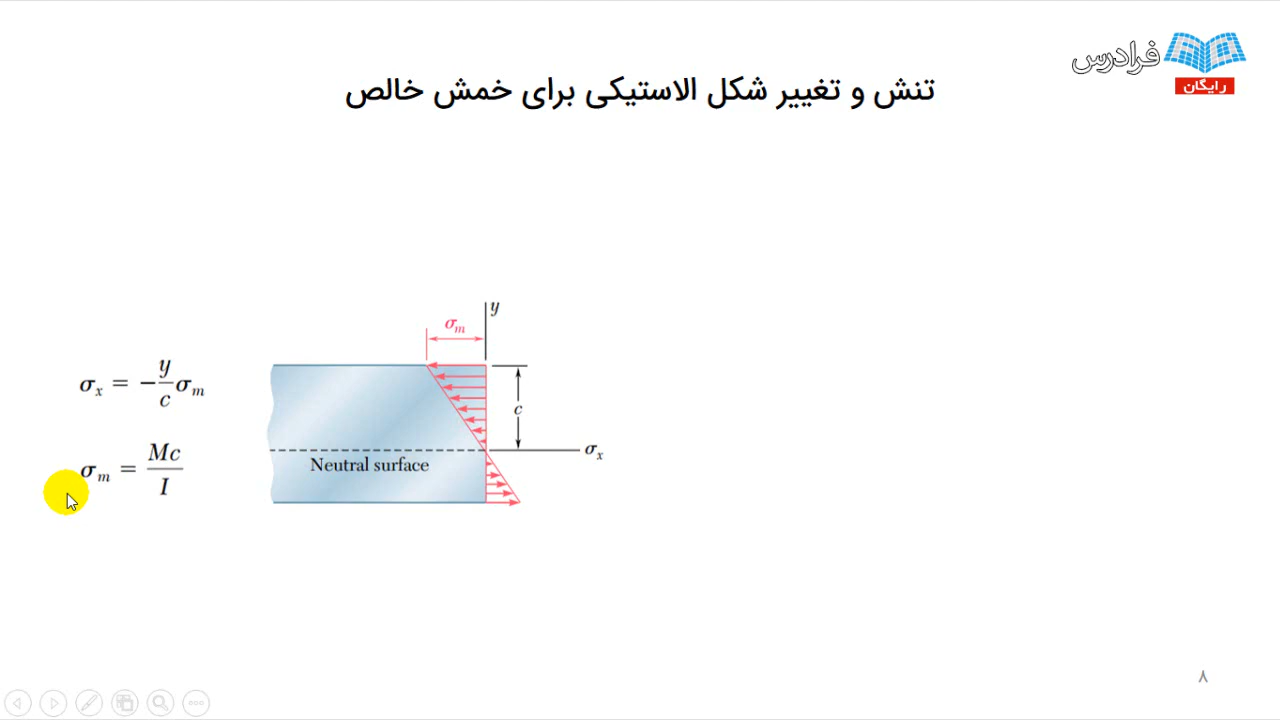 فرادرس
رایگان
تنش و تغییر شکل الاستیکی برای خمش خالص
y
σm
c
σx
Neutral surface
σx = −y/c σm
σm = Mc/I
۸